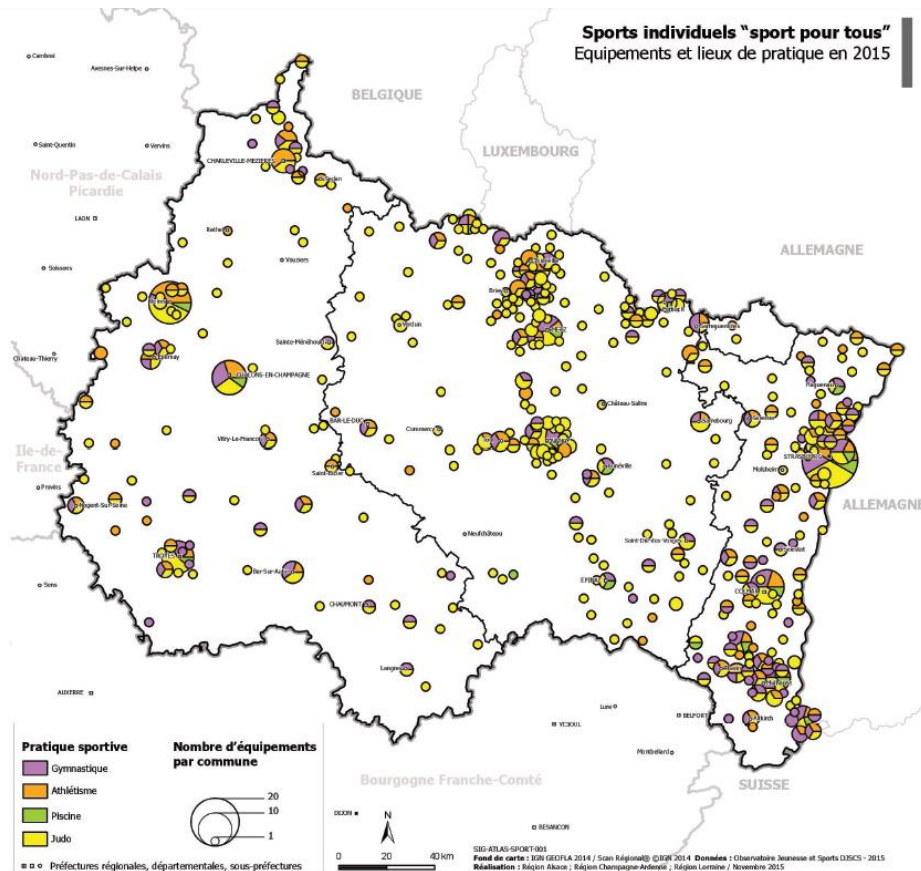 Sports individuels "sport pour tous"
Equipements et lieux de pratique en 2015
Cambrai
Avesnes-Sur-Helpe
BELGIQUE
Saint-Quentin
Vervins
CHARLEVILLE-MEZIERES
Sedan
LUXEMBOURG
Nord-Pas-de-Calais
Picardie
LAON
Rethel
Vouziers
ALLEMAGNE
Soissons
Briey
Verdun
METZ
Sarreguemines
Château-Thierry
Epernay
Sainte-Ménéhould
CHALONS-EN-CHAMPAGNE
Haguenau
Château-Salins
BAR-LE-DUC
Commercy
Sarrebourg
Saverne
Vitry-Le-Francois
Ile-de-
France
STRASBOURG
Molsheim
Provins
Saint-Dizier
Lunéville
Nogent-Sur-Seine
ALLEMAGNE
Neufchâteau
Saint-Dié-des-Vosges
Sélestat
TROYES
Sens
Bar-Sur-Aube
EPINAL
COLMAR
CHAUMONT
Langres
Mulhouse
AUXERRE
Lure
BELFORT
Altkirch
VESOUL
Montbéliard
SUISSE
Bourgogne Franche-Comté
DIJON
BESANCON
Pratique sportive
Gymnastique
Athlétisme
Piscine
Judo
Nombre d'équipements
par commune
20
10
1
Préfectures régionales, départementales, sous-préfectures
N
0 20 40 km
SIG-ATLAS-SPORT-001
Fond de carte : IGN GEOFLA 2014 / Scan Régional® ©IGN 2014 Données : Observatoire Jeunesse et Sports DJSCS - 2015
Réalisation : Région Alsace ; Région Champagne-Ardenne ; Région Lorraine / Novembre 2015